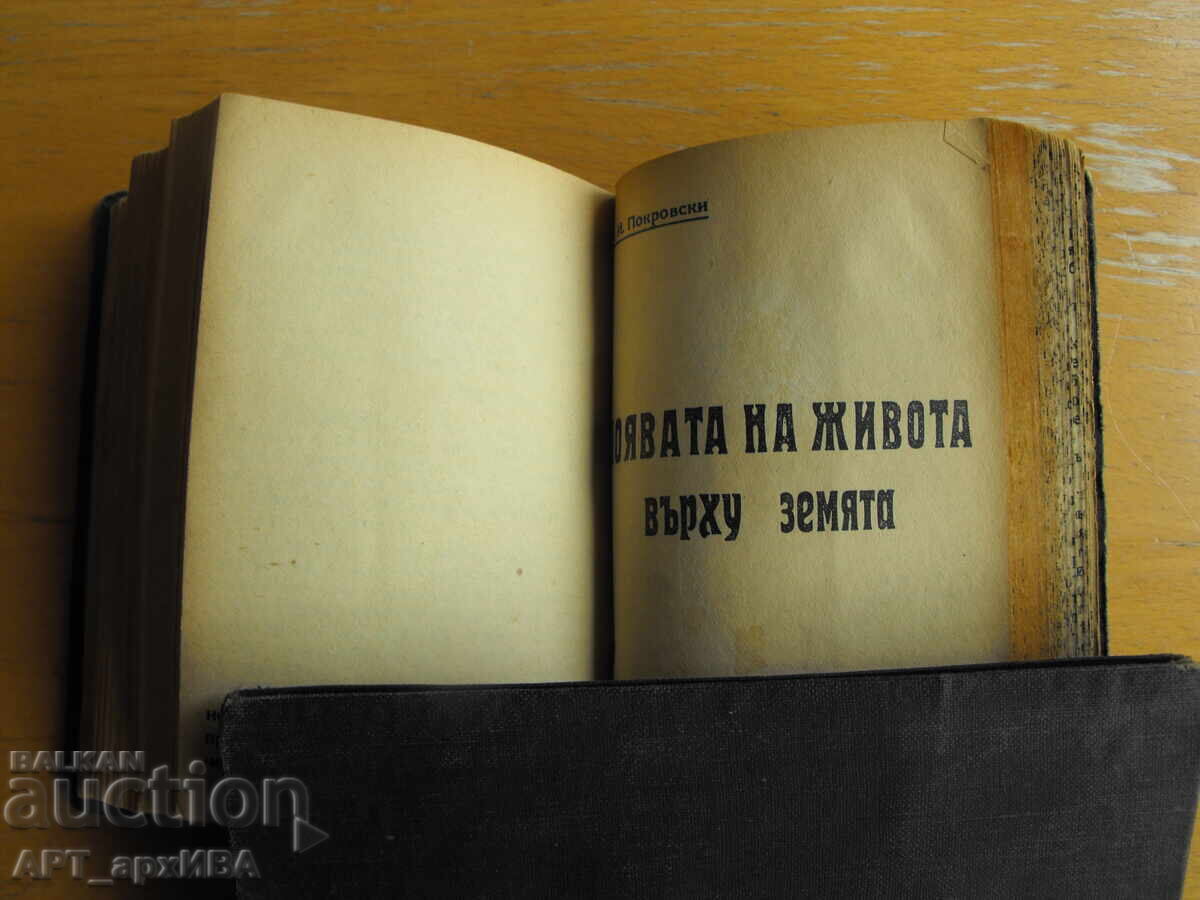 Покровски
ОЯВАТА НА ЖИВОТА
ВЪРХУ ЗЕМЯТА
BALKAN
auction
АРТ_архИВА